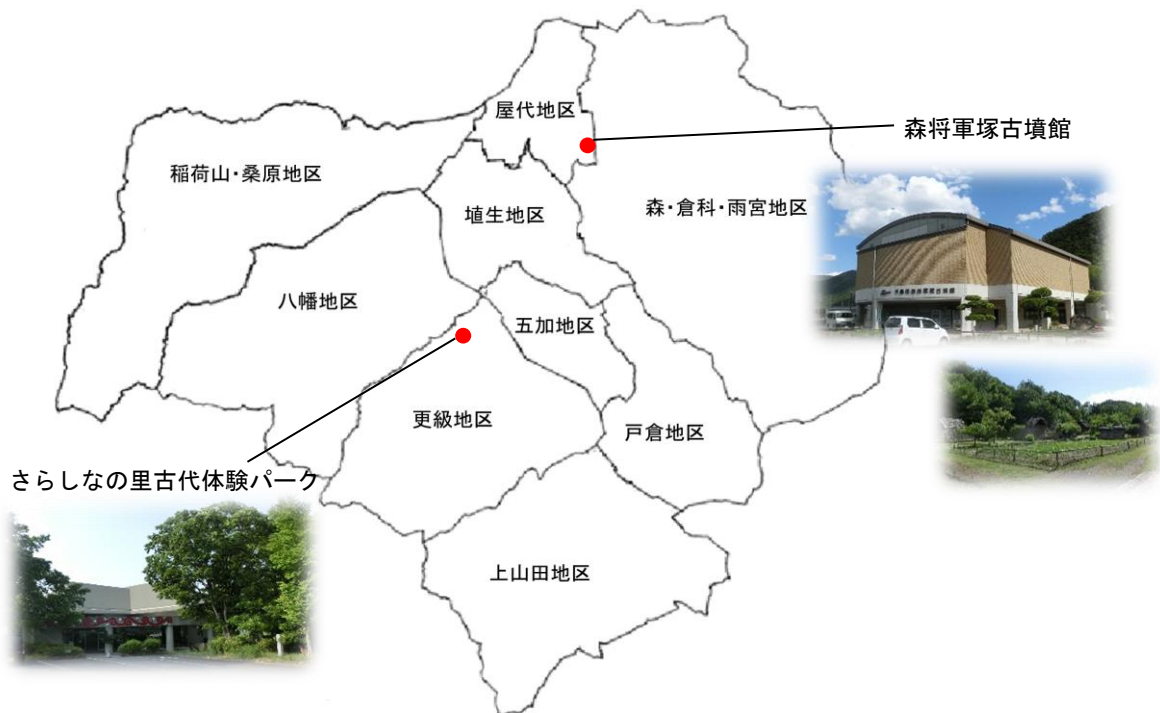 屋代地区
森将軍塚古墳館
稲荷山・桑原地区
埴生地区
森・倉科・雨宮地区
八幡地区
五加地区
更級地区
戸倉地区
さらしなの里古代体験パーク
上山田地区